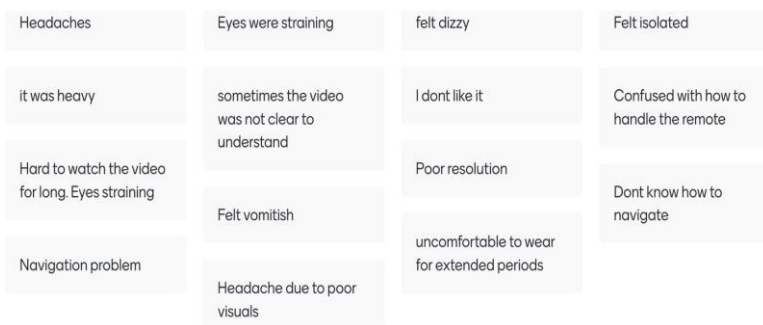 Headaches
it was heavy
Hard to watch the video
for long. Eyes straining
Navigation problem
Eyes were straining
sometimes the video
was not clear to
understand
Felt vomitish
Headache due to poor
visuals
felt dizzy
I dont like it
Poor resolution
uncomfortable to wear
for extended periods
Felt isolated
Confused with how to
handle the remote
Dont know how to
navigate